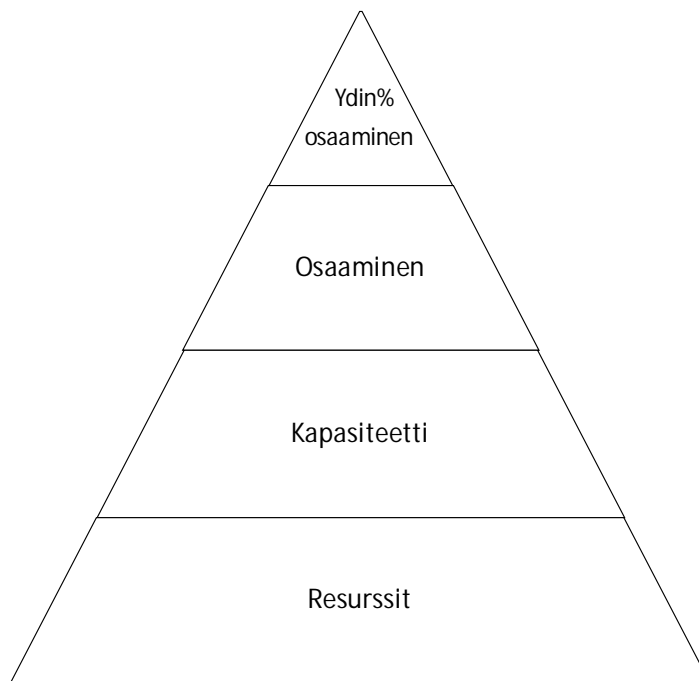 Ydin%
osaaminen
Osaaminen
Kapasiteetti
Resurssit